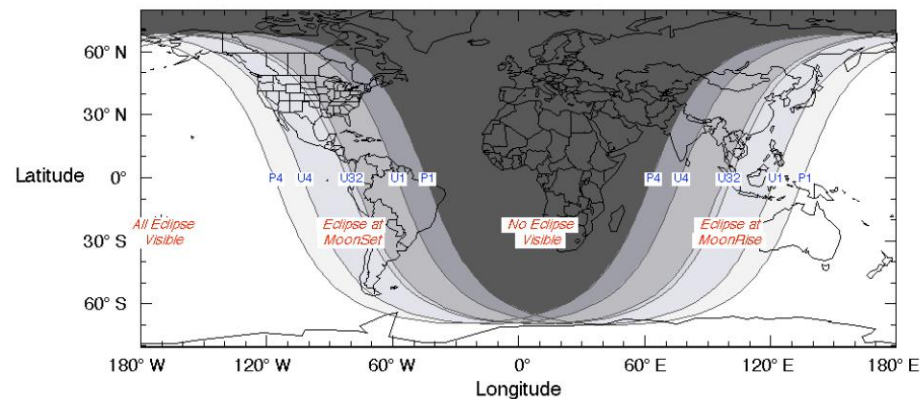 60° N
30° N
Latitude
0°
30° S
60° S
P4 U4 U32 U1 P1 P4 U4 U32 U1 P1
All Eclipse
Visible
Eclipse at
MoonSet
No Eclipse
Visible
Eclipse at
MoonRise
180° W 120° W 60° W 0° 60° E 120° E 180° E
Longitude